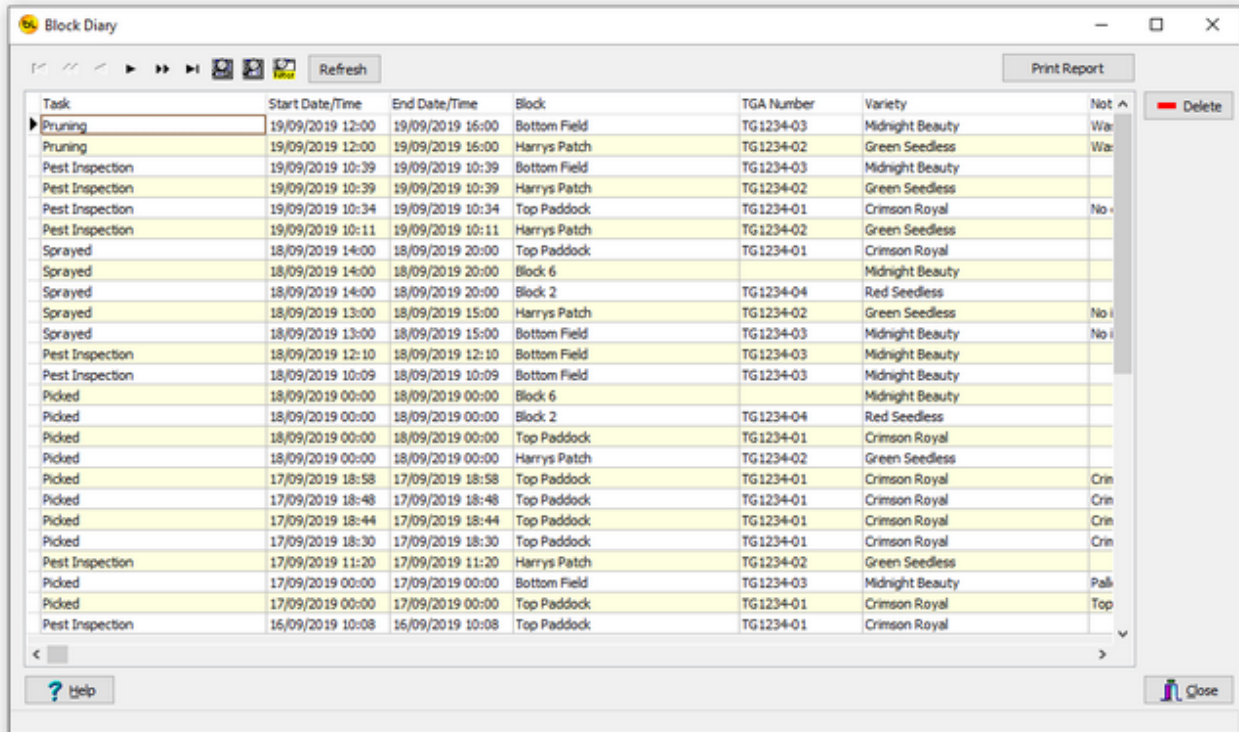 Block Diary
Refresh Print Report
Task Start Date/Time End Date/Time Block TGA Number Variety Not
Delete
Pruning 19/09/2019 12:00 19/09/2019 16:00 Bottom Field TG1234-03 Midnight Beauty Was
Pruning 19/09/2019 12:00 19/09/2019 16:00 Harrys Patch TG1234-02 Green Seedless Was
Pest Inspection 19/09/2019 10:39 19/09/2019 10:39 Bottom Field TG1234-03 Midnight Beauty
Pest Inspection 19/09/2019 10:39 19/09/2019 10:39 Harrys Patch TG1234-02 Green Seedless
Pest Inspection 19/09/2019 10:34 19/09/2019 10:34 Top Paddock TG1234-01 Crimson Royal No
Pest Inspection 19/09/2019 10:11 19/09/2019 10:11 Harrys Patch TG1234-02 Green Seedless
Sprayed 18/09/2019 14:00 18/09/2019 20:00 Top Paddock TG1234-01 Crimson Royal
Sprayed 18/09/2019 14:00 18/09/2019 20:00 Block 6 Midnight Beauty
Sprayed 18/09/2019 14:00 18/09/2019 20:00 Block 2 TG1234-04 Red Seedless
Sprayed 18/09/2019 13:00 18/09/2019 15:00 Harrys Patch TG1234-02 Green Seedless No i
Sprayed 18/09/2019 13:00 18/09/2019 15:00 Bottom Field TG1234-03 Midnight Beauty No i
Pest Inspection 18/09/2019 12:10 18/09/2019 12:10 Bottom Field TG1234-03 Midnight Beauty
Pest Inspection 18/09/2019 10:09 18/09/2019 10:09 Bottom Field TG1234-03 Midnight Beauty
Picked 18/09/2019 00:00 18/09/2019 00:00 Block 6 Midnight Beauty
Picked 18/09/2019 00:00 18/09/2019 00:00 Block 2 TG1234-04 Red Seedless
Picked 18/09/2019 00:00 18/09/2019 00:00 Top Paddock TG1234-01 Crimson Royal
Picked 18/09/2019 00:00 18/09/2019 00:00 Harrys Patch TG1234-02 Green Seedless
Picked 17/09/2019 18:58 17/09/2019 18:58 Top Paddock TG1234-01 Crimson Royal Crin
Picked 17/09/2019 18:48 17/09/2019 18:48 Top Paddock TG1234-01 Crimson Royal Crin
Picked 17/09/2019 18:44 17/09/2019 18:44 Top Paddock TG1234-01 Crimson Royal Crin
Picked 17/09/2019 18:30 17/09/2019 18:30 Top Paddock TG1234-01 Crimson Royal Crin
Pest Inspection 17/09/2019 11:20 17/09/2019 11:20 Harrys Patch TG1234-02 Green Seedless
Picked 17/09/2019 00:00 17/09/2019 00:00 Bottom Field TG1234-03 Midnight Beauty Pall
Picked 17/09/2019 00:00 17/09/2019 00:00 Top Paddock TG1234-01 Crimson Royal Top
Pest Inspection 16/09/2019 10:08 16/09/2019 10:08 Top Paddock TG1234-01 Crimson Royal
Help Close